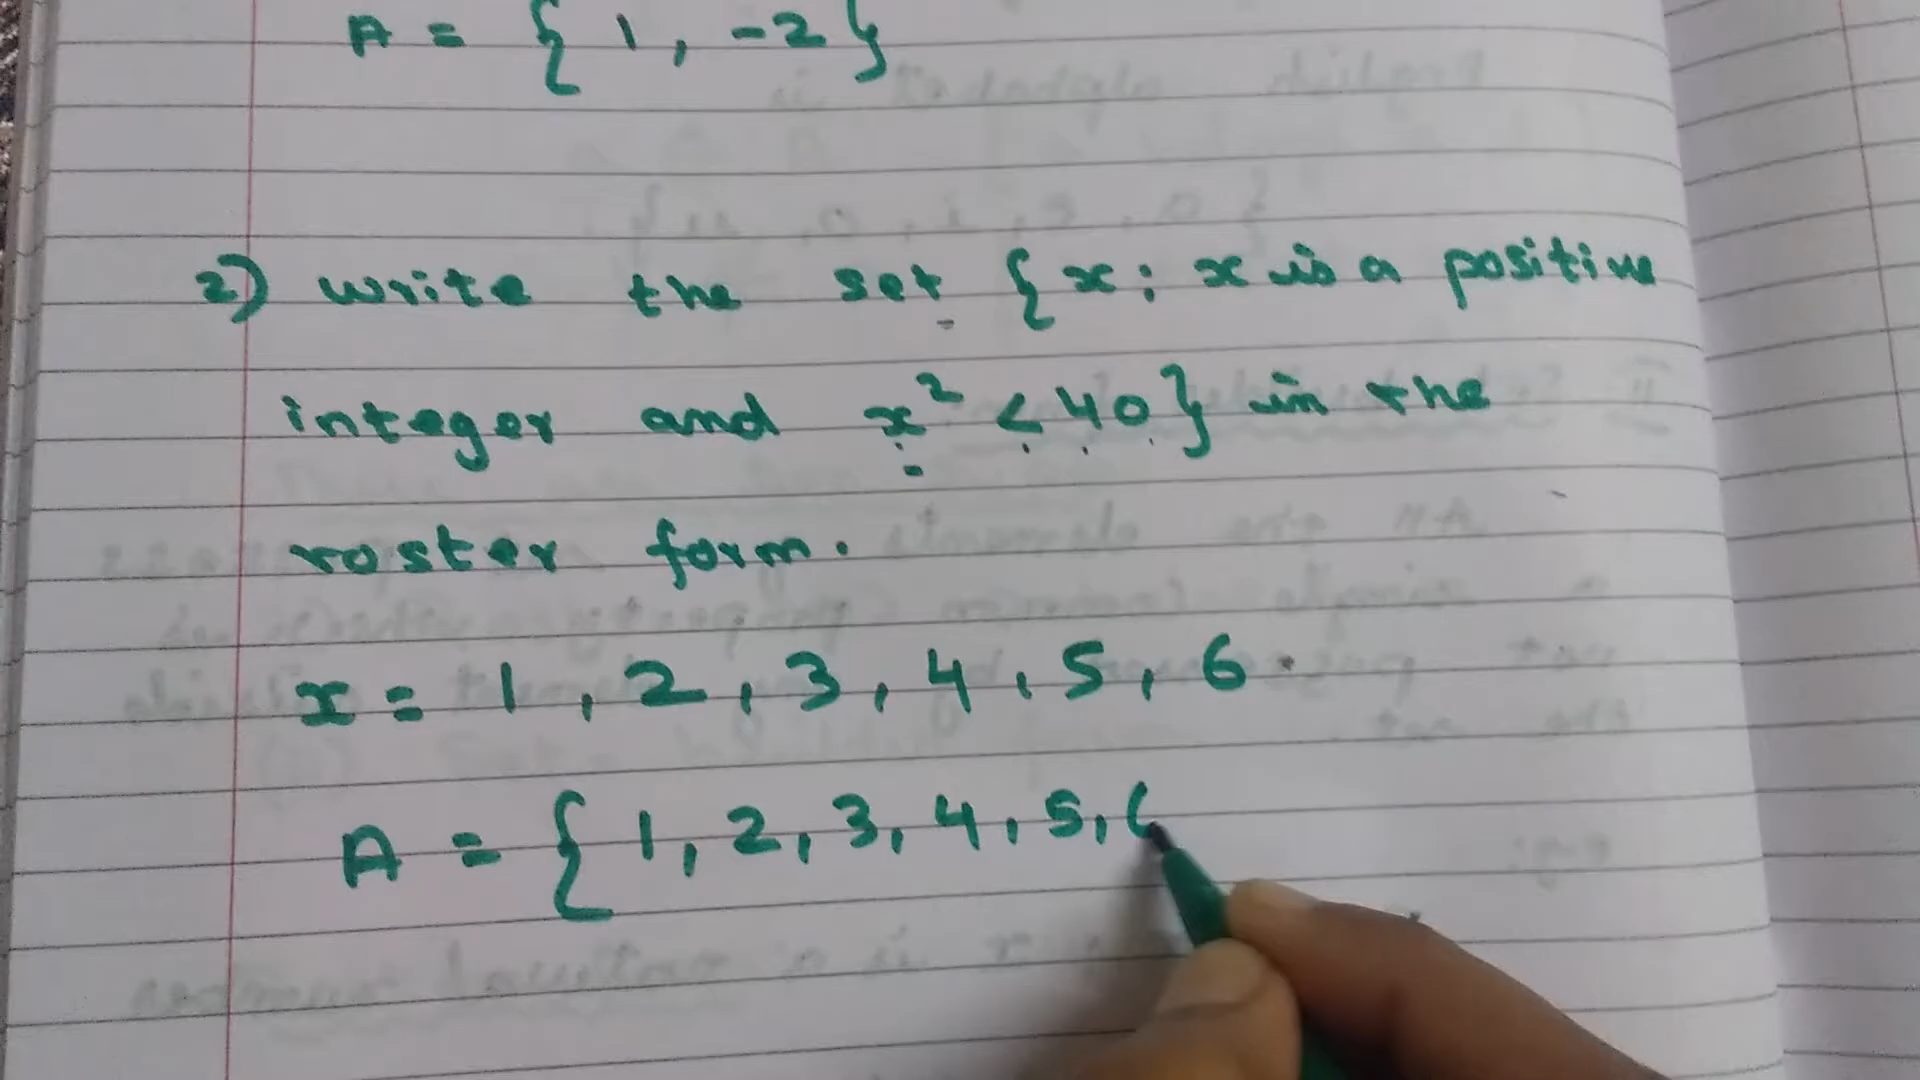 A = { 1, -2}
2) write the set {x: x is a positive
integer and x² < 40} in the
roster form.
x = 1, 2, 3, 4, 5, 6.
A = { 1, 2, 3, 4, 5, 6